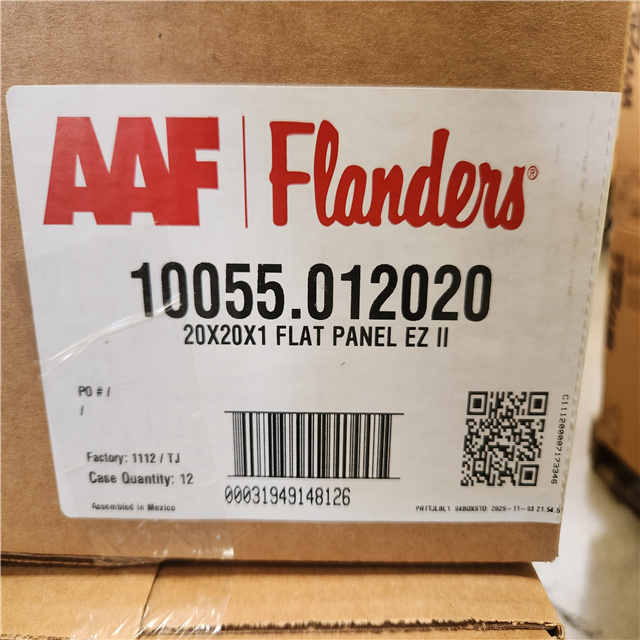 AAF | Flanders®
10055.012020
20X20X1 FLAT PANEL EZ II
PO # /
/
Factory: 1112 / TJ
Case Quantity: 12
Assembled in Mexico
00031949148126
C111200007173346